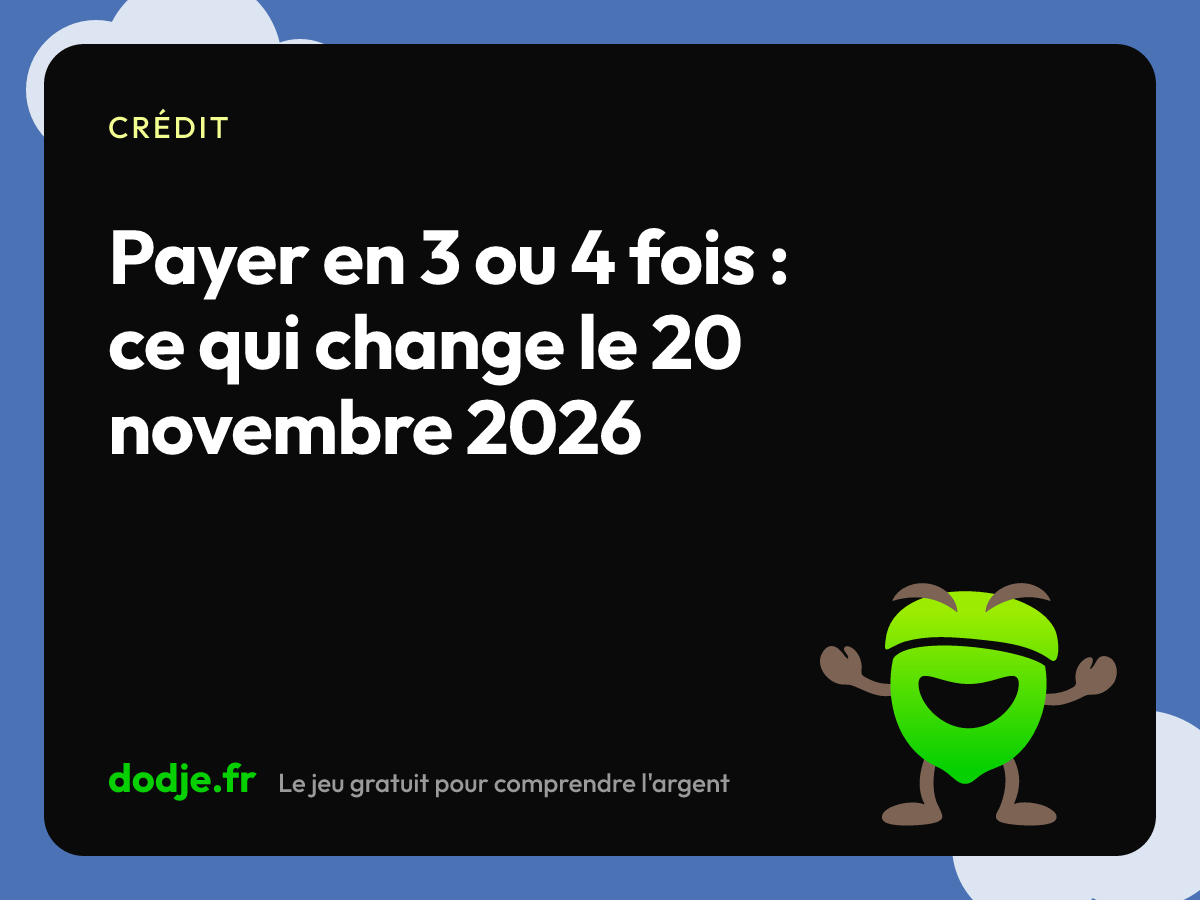 CRÉDIT
Payer en 3 ou 4 fois :
ce qui change le 20
novembre 2026
dodje.fr Le jeu gratuit pour comprendre l'argent